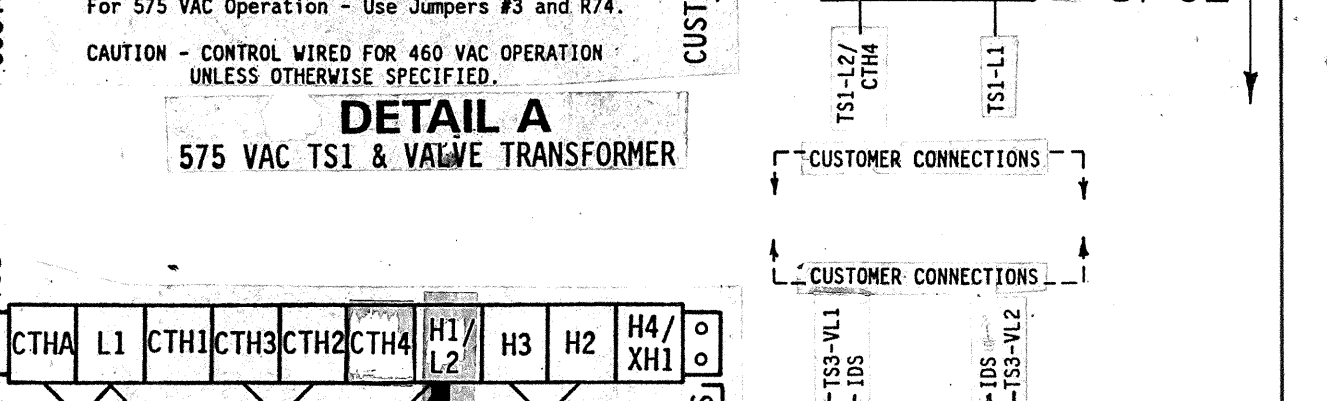 For 575 VAC Operation - Use Jumpers #3 and R74.
CAUTION - CONTROL WIRED FOR 460 VAC OPERATION
UNLESS OTHERWISE SPECIFIED.
DETAIL A
575 VAC TS1 & VALVE TRANSFORMER
CUST
TS1-L2/
CTH4
TS1-L1
CUSTOMER CONNECTIONS
CUSTOMER CONNECTIONS
CTHA L1 CTH1 CTH3 CTH2 CTH4 H1/ L2 H3 H2 H4/ XH1
-TS3-VL1
- IDS
- IDS
-TS3-VL2